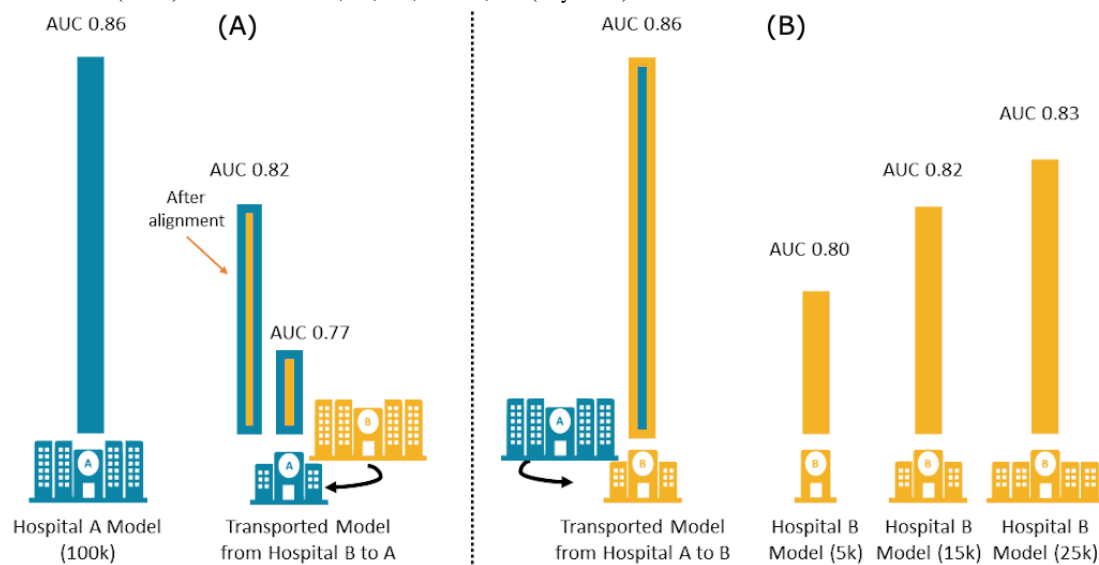 AUC 0.86
(A)
AUC 0.82
After
alignment
AUC 0.77
B
A
A
Hospital A Model
(100k)
Transported Model
from Hospital B to A
AUC 0.86
(B)
AUC 0.83
AUC 0.82
AUC 0.80
A
B
B
B
B
Transported Model
from Hospital A to B
Hospital B
Model (5k)
Hospital B
Model (15k)
Hospital B
Model (25k)